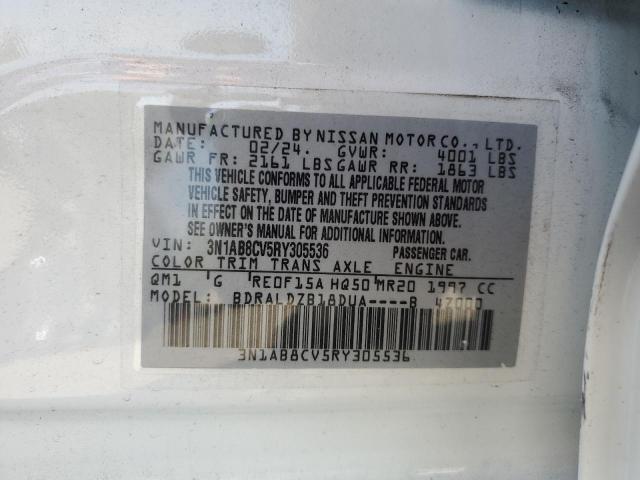 MANUFACTURED BY NISSAN MOTOR CO., LTD.
DATE: 02/24. GVWR: 4001 LBS
GAWR FR: 2161 LBS GAWR RR: 1863 LBS
THIS VEHICLE CONFORMS TO ALL APPLICABLE FEDERAL MOTOR
VEHICLE SAFETY, BUMPER AND THEFT PREVENTION STANDARDS
IN EFFECT ON THE DATE OF MANUFACTURE SHOWN ABOVE.
SEE OWNER'S MANUAL FOR ADDITIONAL INFORMATION.
VIN: 3N1AB8CV5RY305536 PASSENGER CAR.
COLOR TRIM TRANS AXLE ENGINE
QM1 'G 'RE0F15A HQ50 MR20 1997 CC
MODEL: BDRALDZB18DUA----B 47000
3N1AB8CV5RY305536